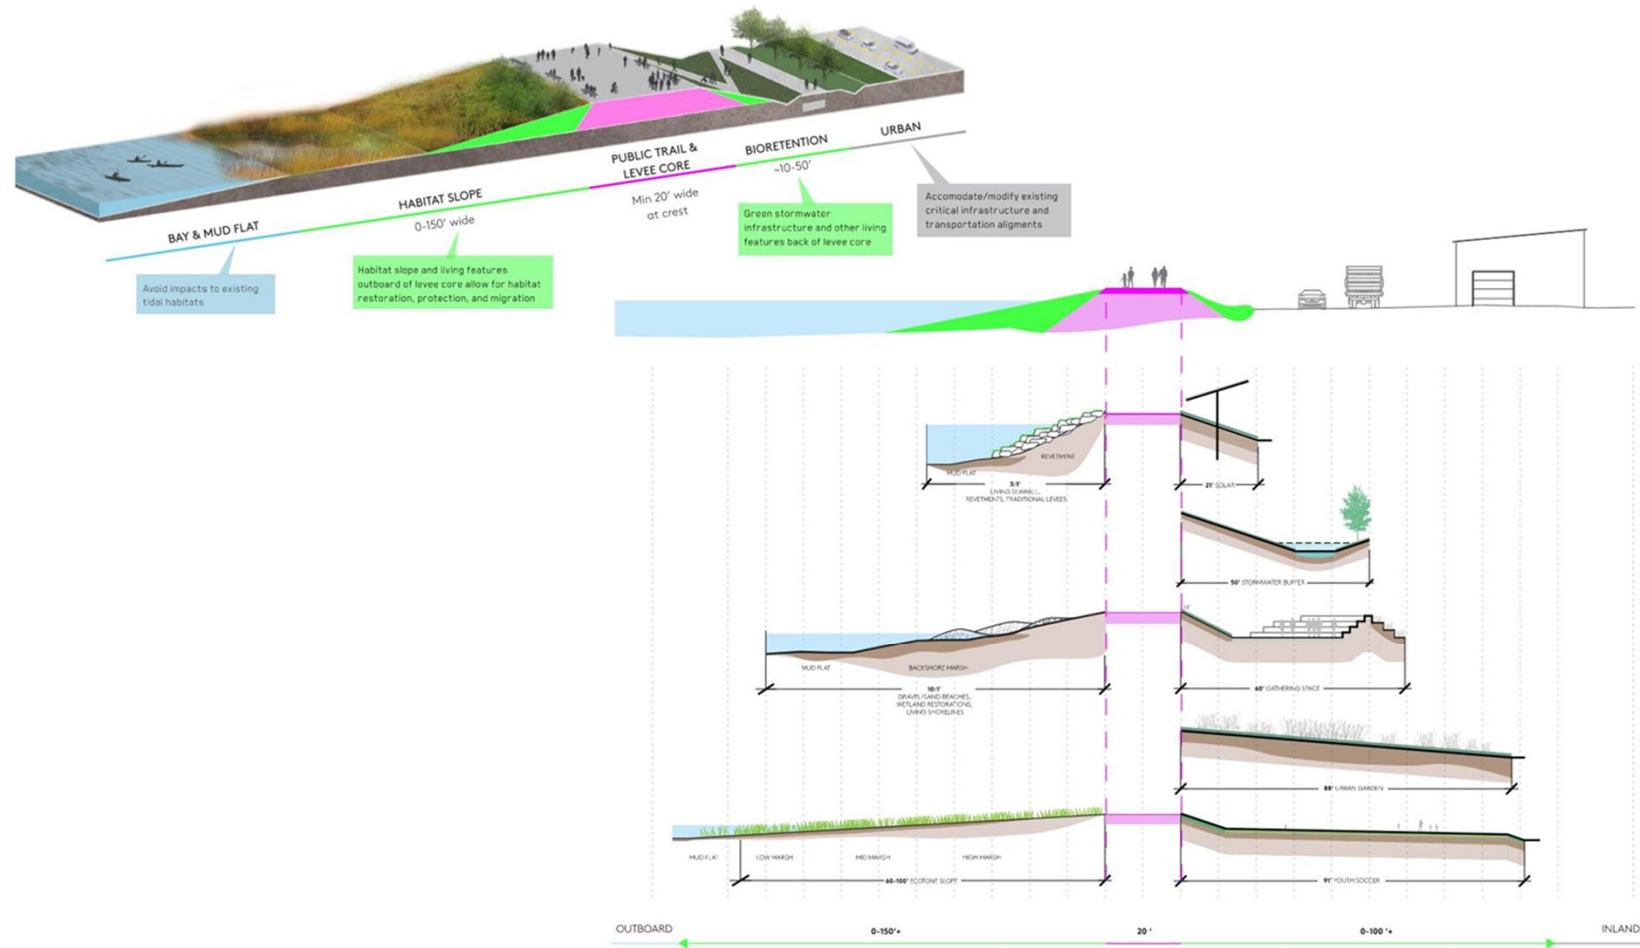 BAY & MUD FLAT
HABITAT SLOPE
0-150' wide
PUBLIC TRAIL &
LEVEE CORE
Min 20' wide
at crest
BIORETENTION
~10-50'
URBAN
Avoid impacts to existing
tidal habitats
Habitat slope and living features
outboard of levee core allow for habitat
restoration, protection, and migration
Green stormwater
infrastructure and other living
features back of levee core
Accomodate/modify existing
critical infrastructure and
transportation aligments
MUD FLAT
REVETMENT
3:1'
LIVING SEAWALL,
REVETMENTS, TRADITIONAL LEVEES
21' SOLAR
50' STORMWATER BUFFER
MUD FLAT
BACKSHORE MARSH
10:1'
GRAVEL/SAND BEACHES,
WETLAND RESTORATIONS,
LIVING SHORELINES
60' GATHERING SPACE
88' URBAN GARDEN
MUD FLAT
LOW MARSH
MID MARSH
HIGH MARSH
60-100' ECOTONE SLOPE
91' YOUTH SOCCER
OUTBOARD
0-150'+
20 '
0-100 '+
INLAND